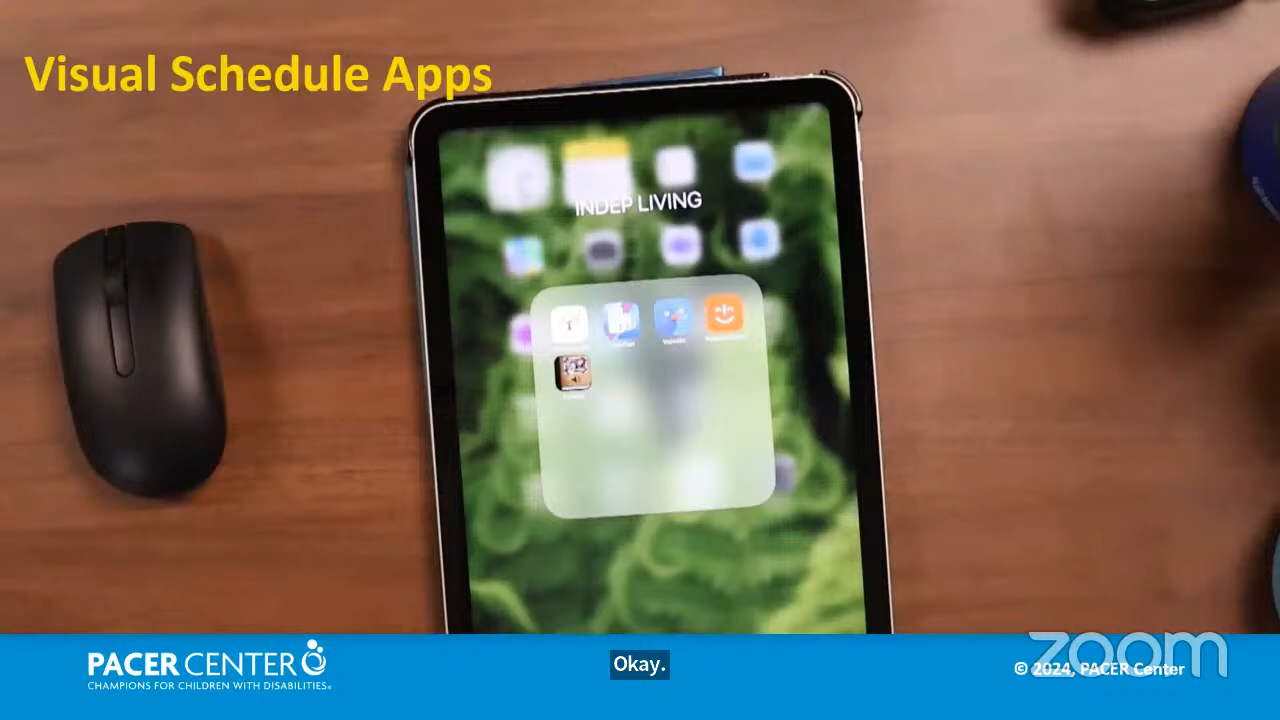 Visual Schedule Apps
INDEP LIVING
PACER CENTER
CHAMPIONS FOR CHILDREN WITH DISABILITIES®
Okay.
© 2024, PACER Center
zoom